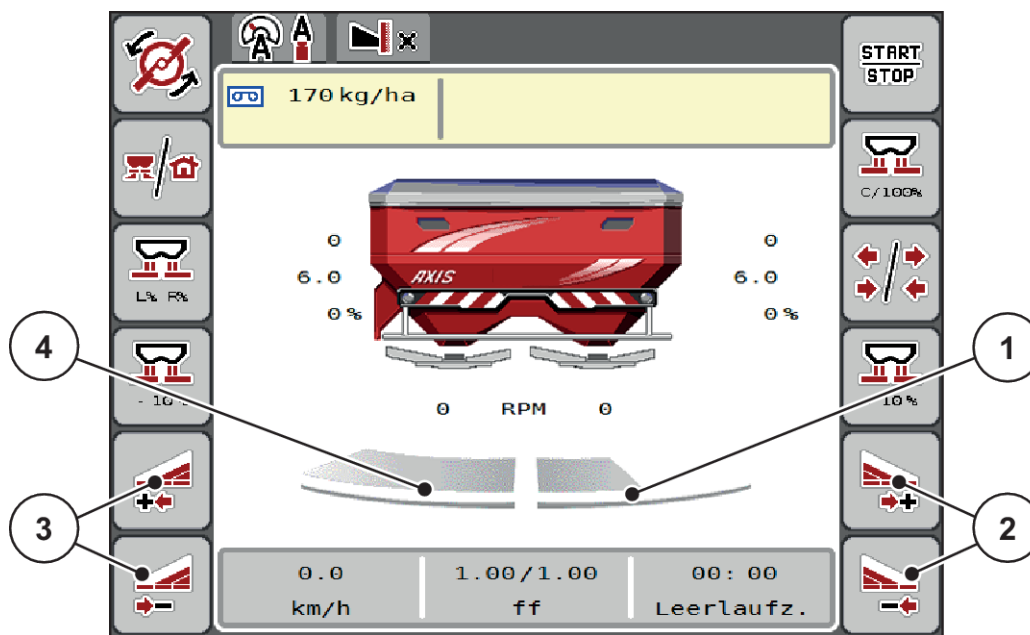 A A
START
STOP
170 kg/ha
C/100%
0 0
6.0 AXIS 6.0
L% R%
0% 0%
4
1
- 10%
0 RPM 0
10%
3
2
0.0 1.00/1.00 00:00
km/h ff Leerlaufz.